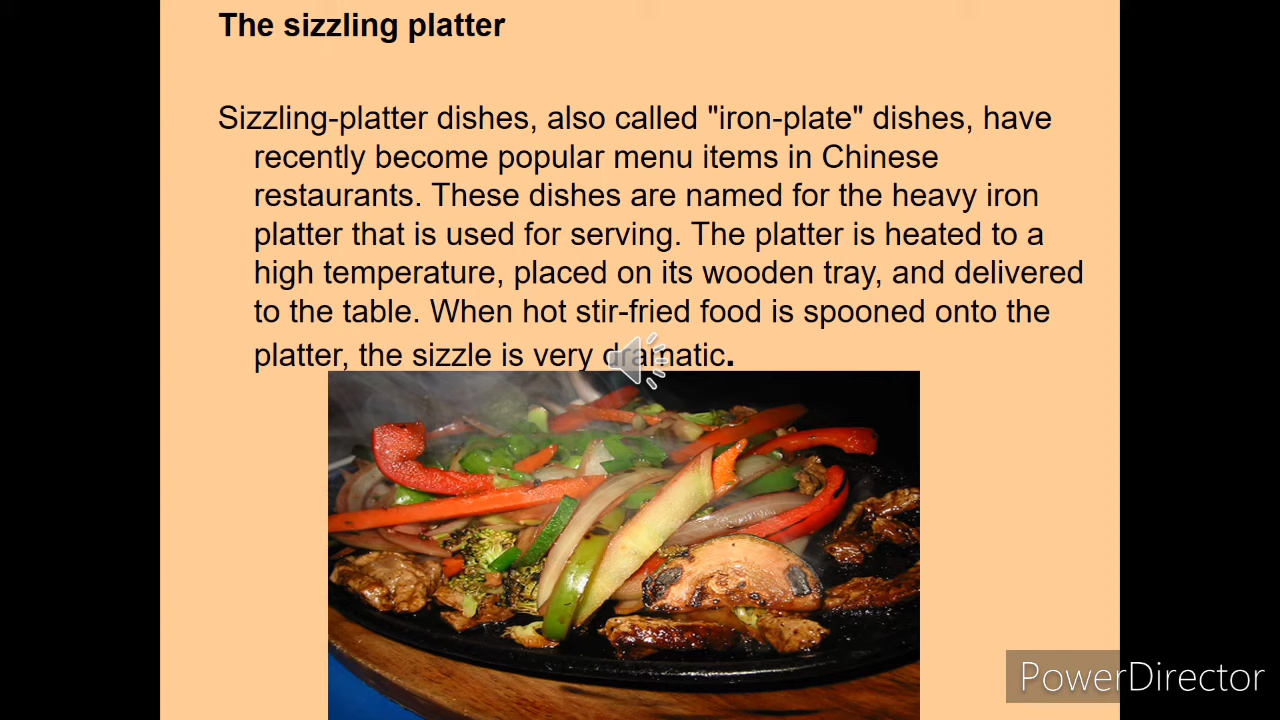 The sizzling platter
Sizzling-platter dishes, also called "iron-plate" dishes, have
recently become popular menu items in Chinese
restaurants. These dishes are named for the heavy iron
platter that is used for serving. The platter is heated to a
high temperature, placed on its wooden tray, and delivered
to the table. When hot stir-fried food is spooned onto the
platter, the sizzle is very dramatic.
PowerDirector